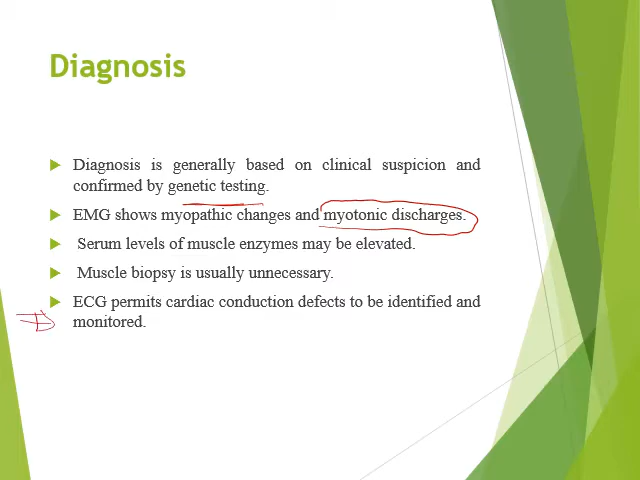 Diagnosis
Diagnosis is generally based on clinical suspicion and
confirmed by genetic testing.
EMG shows myopathic changes and myotonic discharges.
Serum levels of muscle enzymes may be elevated.
Muscle biopsy is usually unnecessary.
ECG permits cardiac conduction defects to be identified and
monitored.